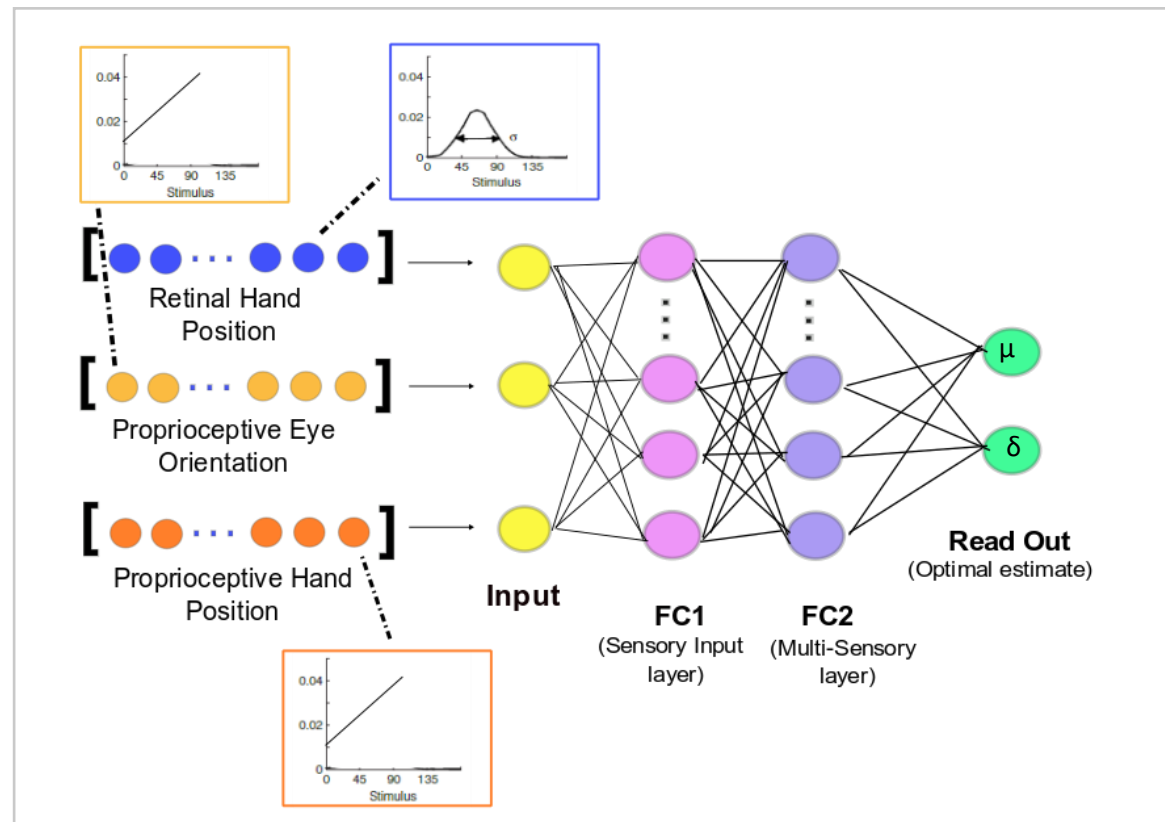 0.04
0.02
0
0 45 90 135
Stimulus
0.04
0.02
0
σ
0 45 90 135
Stimulus
[ ... ]
Retinal Hand
Position
[ ... ]
Proprioceptive Eye
Orientation
[ ... ]
Proprioceptive Hand
Position
0.04
0.02
0
0 45 90 135
Stimulus
Input
FC1
(Sensory Input
layer)
FC2
(Multi-Sensory
layer)
μ
δ
Read Out
(Optimal estimate)